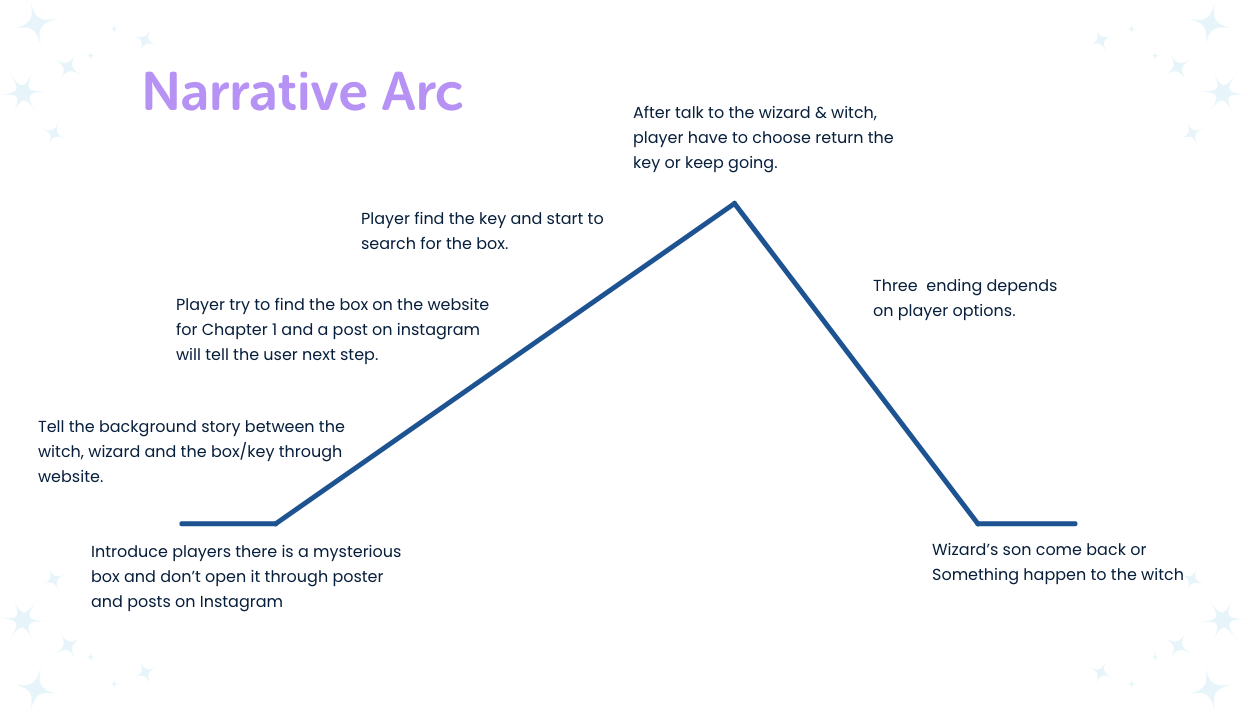 Narrative Arc
After talk to the wizard & witch,
player have to choose return the
key or keep going.
Player find the key and start to
search for the box.
Three  ending depends
on player options.
Player try to find the box on the website
for Chapter 1 and a post on instagram
will tell the user next step.
Tell the background story between the
witch, wizard and the box/key through
website.
Introduce players there is a mysterious
box and don’t open it through poster
and posts on Instagram
Wizard’s son come back or
Something happen to the witch